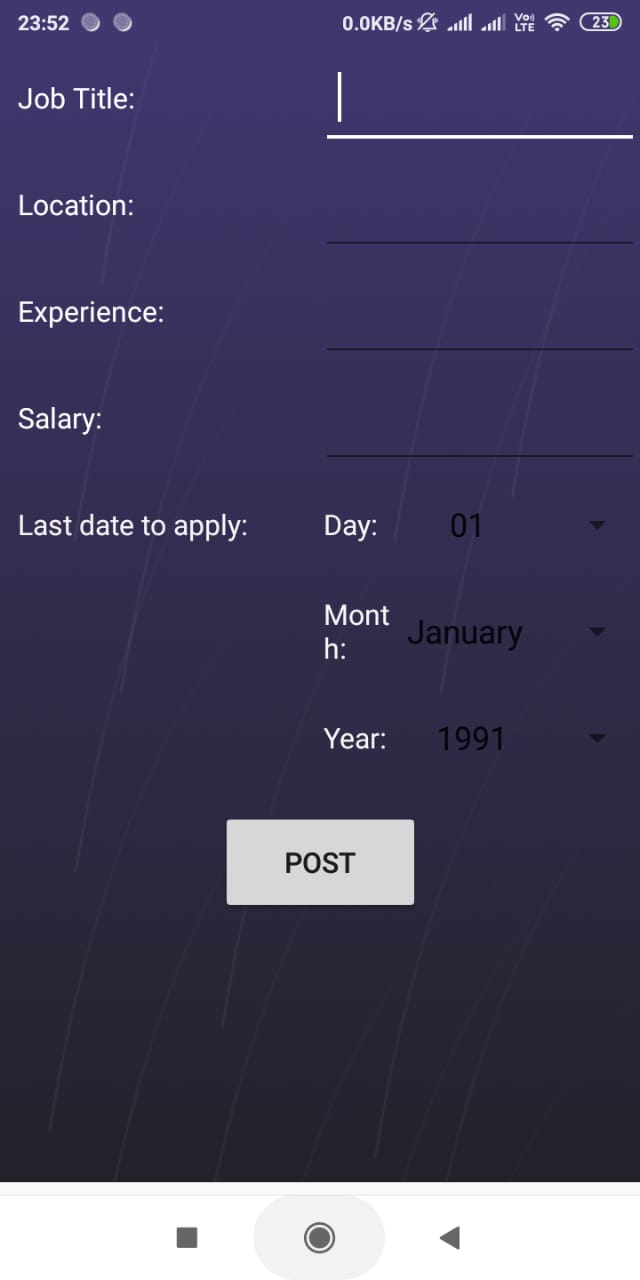 23:52 0.0KB/s Vo) LTE 23
Job Title:
Location:
Experience:
Salary:
Last date to apply: Day: 01
Mont
h: January
Year: 1991
POST